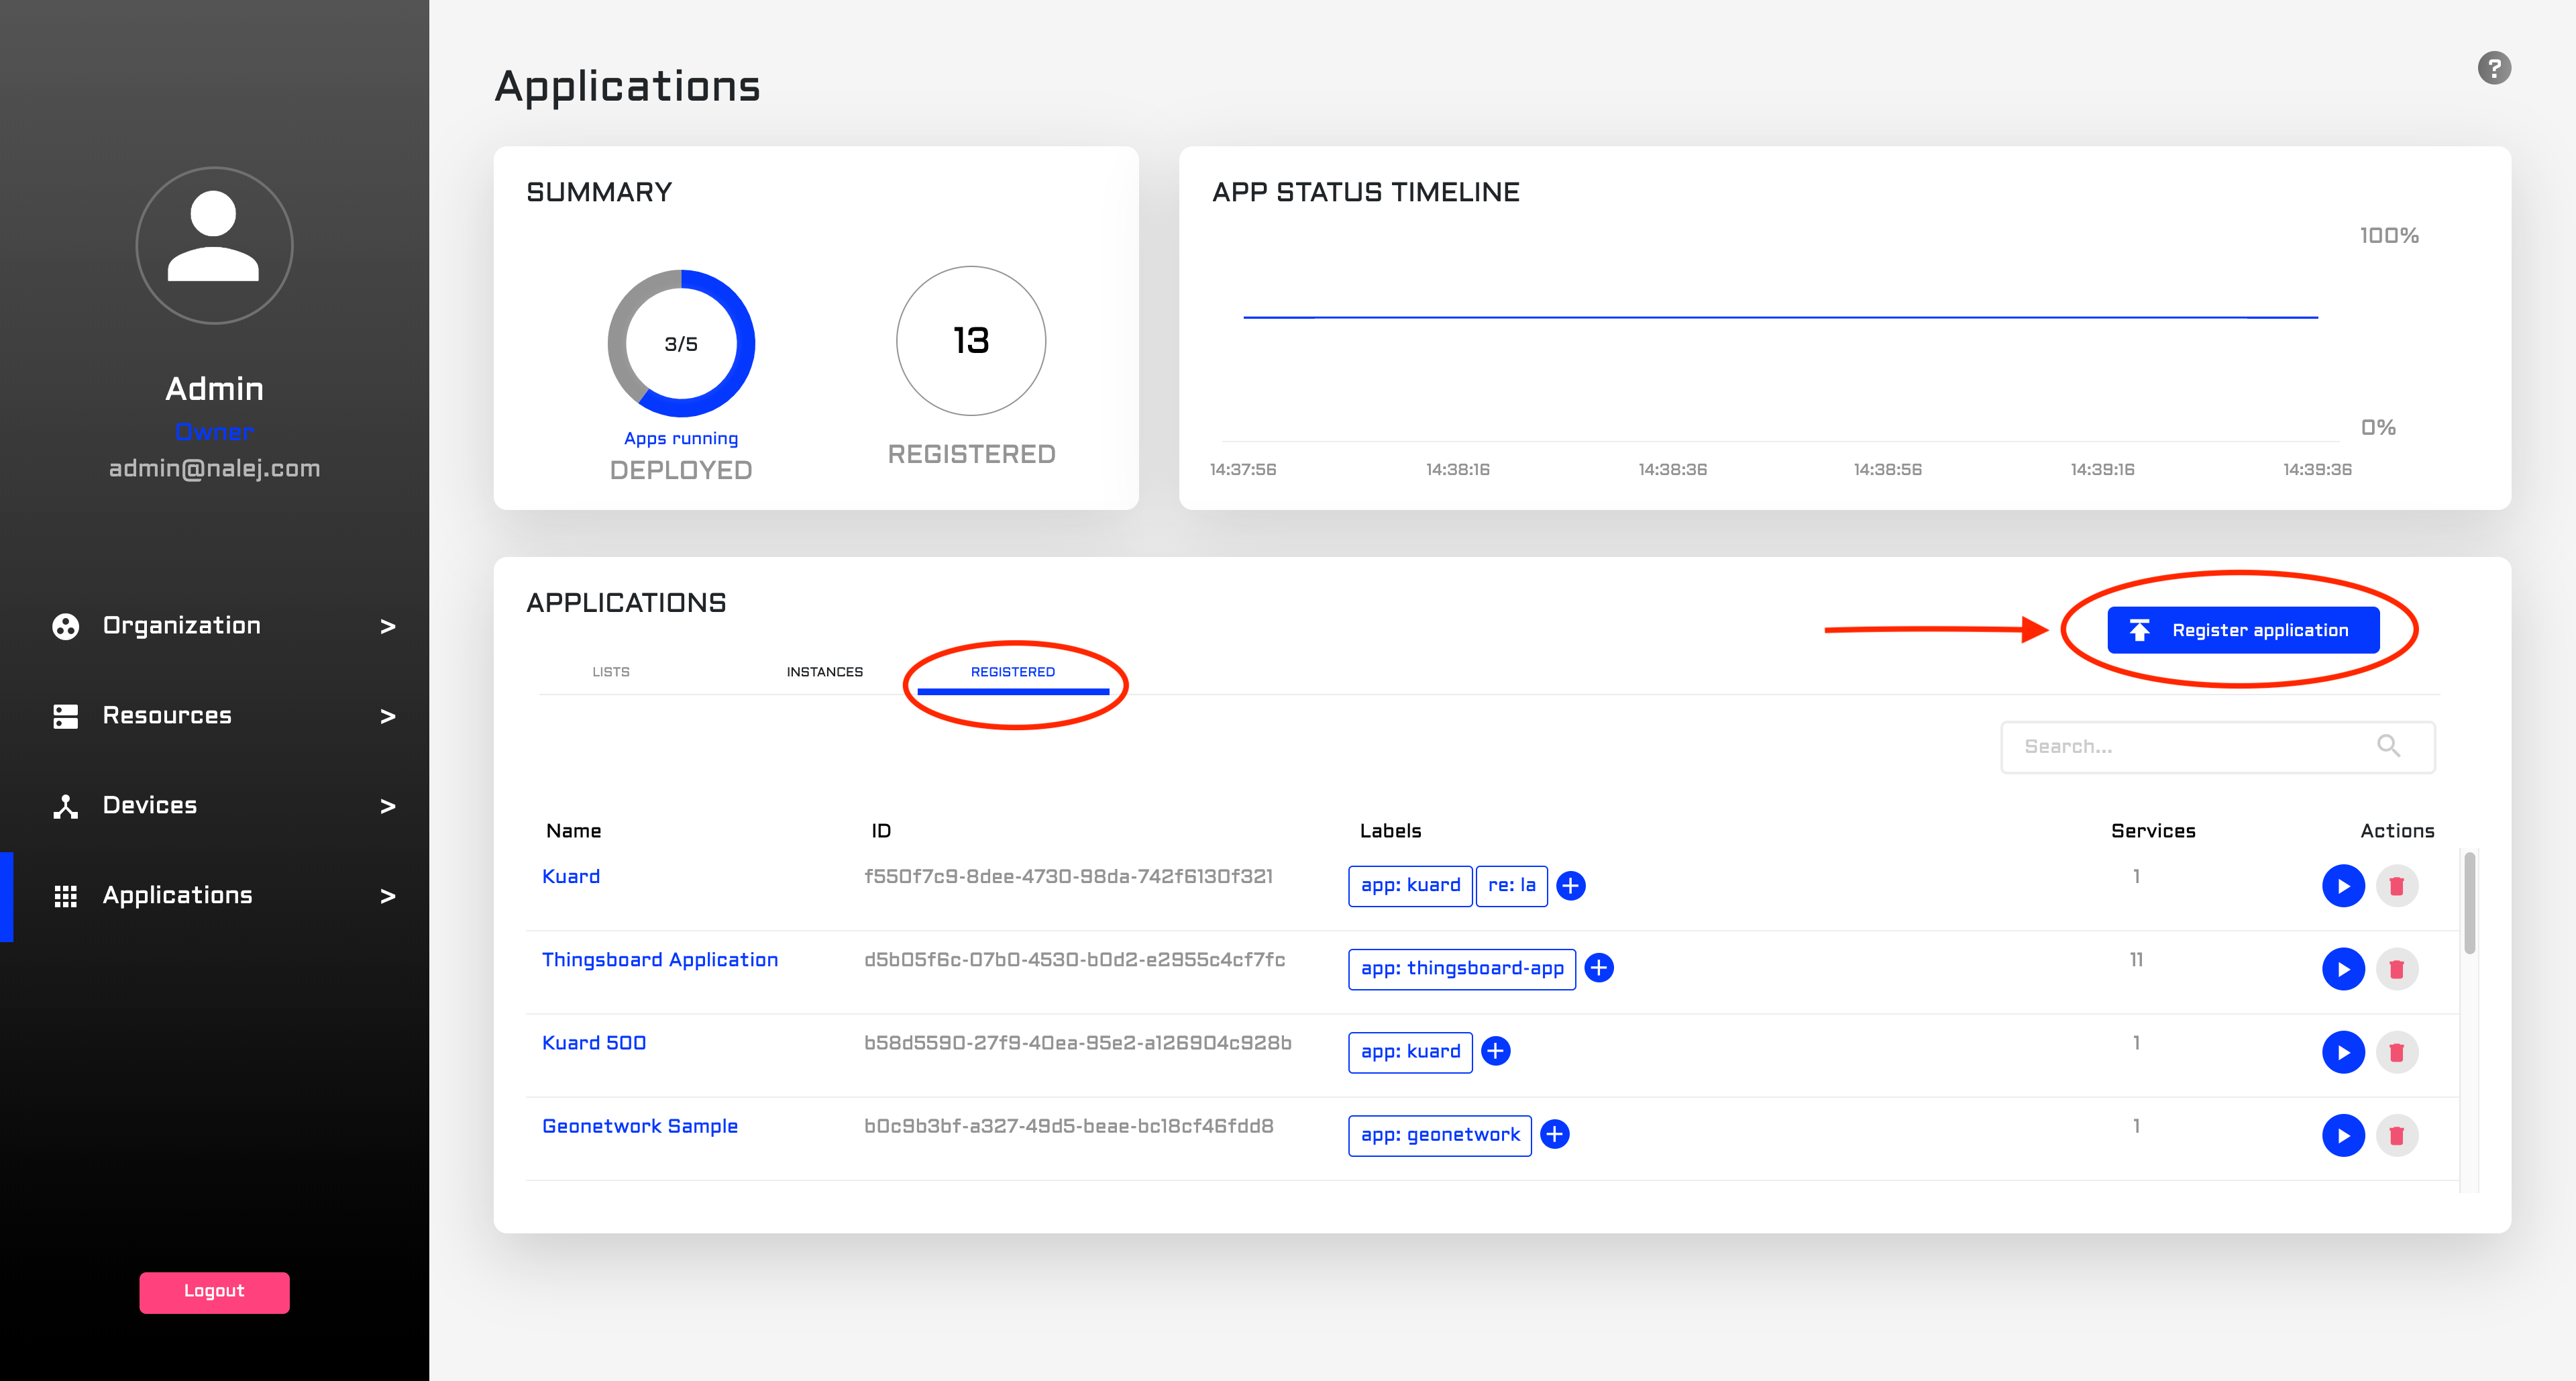 Admin
Owner
admin@nalej.com
Organization >
Resources >
Devices >
Applications >
Logout
Applications
?
SUMMARY
3/5
Apps running
DEPLOYED
13
REGISTERED
APP STATUS TIMELINE
100%
0%
14:37:56 14:38:16 14:38:36 14:38:56 14:39:16 14:39:36
APPLICATIONS
Register application
LISTS INSTANCES REGISTERED
Search...
Name ID Labels Services Actions
Kuard f550f7c9-8dee-4730-98da-742f6130f321 app: kuard re: la 1
Thingsboard Application d5b05f6c-07b0-4530-b0d2-e2955c4cf7fc app: thingsboard-app 11
Kuard 500 b58d5590-27f9-40ea-95e2-a126904c928b app: kuard 1
Geonetwork Sample b0c9b3bf-a327-49d5-beae-bc18cf46fdd8 app: geonetwork 1